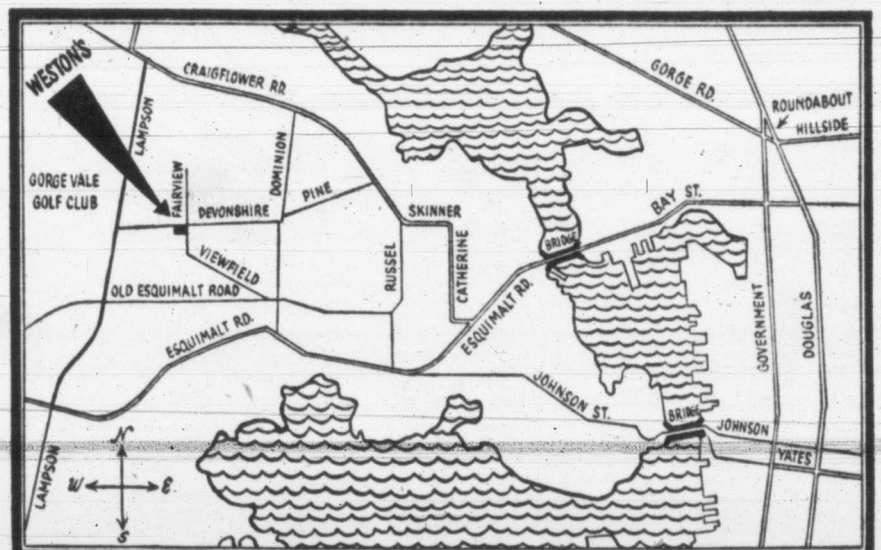 WESTON'S
CRAIGFLOWER RD.
GORGE RD.
ROUNDABOUT
HILLSIDE
LAMPSON
GORGE VALE
GOLF CLUB
FAIRVIEW
DEVONSHIRE
DOMINION
PINE
SKINNER
BAY ST.
BRIDGE
VIEWFIELD
RUSSEL
CATHERINE
OLD ESQUIMALT ROAD
ESQUIMALT RD.
ESQUIMALT RD.
GOVERNMENT
DOUGLAS
JOHNSON ST.
BRIDGE
JOHNSON
YATES
LAMPSON
N
W
E
S